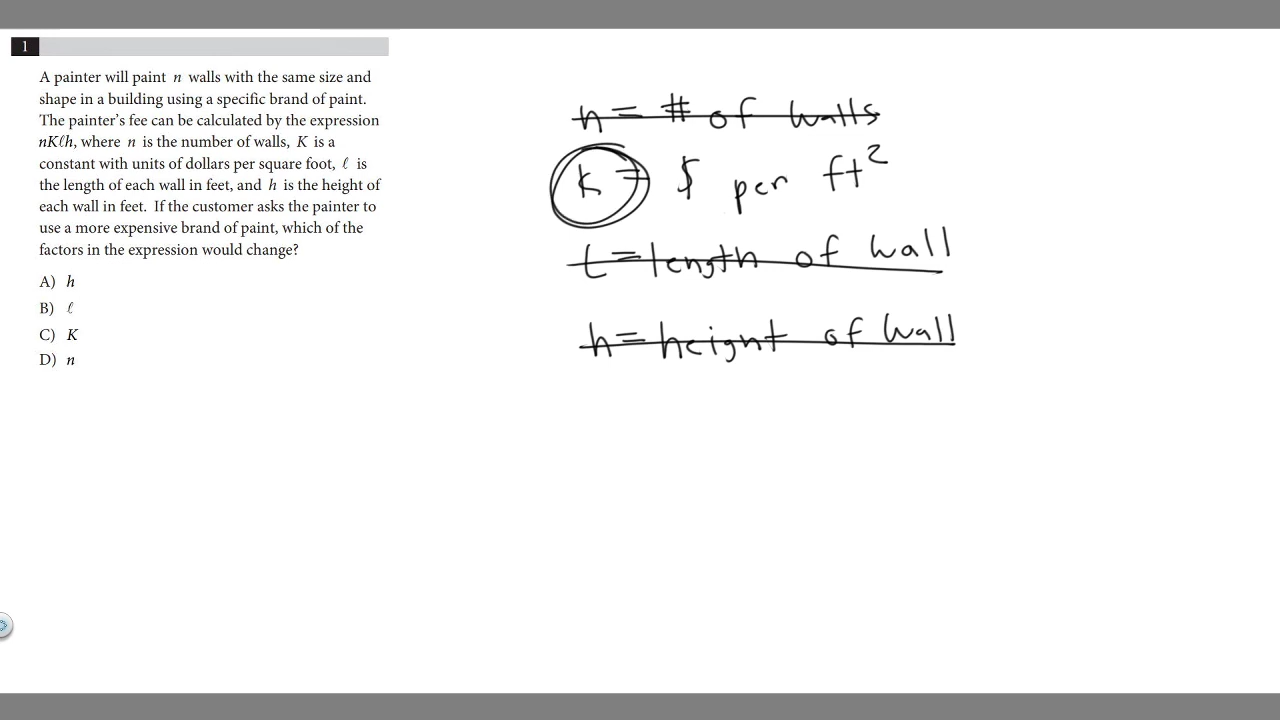 1
A painter will paint n walls with the same size and
shape in a building using a specific brand of paint.
The painter's fee can be calculated by the expression
nKℓh, where n is the number of walls, K is a
constant with units of dollars per square foot, ℓ is
the length of each wall in feet, and h is the height of
each wall in feet. If the customer asks the painter to
use a more expensive brand of paint, which of the
factors in the expression would change?
A) h
B) ℓ
C) K
D) n
n = # of walls
K = $ per ft²
ℓ = length of wall
h = height of wall